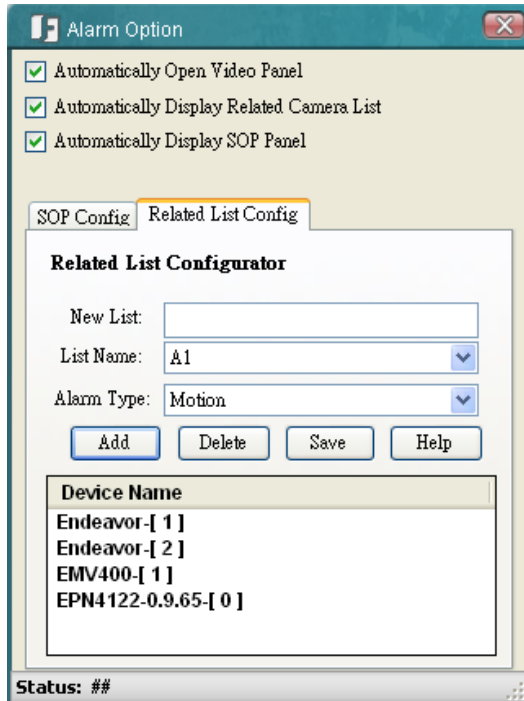 Alarm Option
Automatically Open Video Panel
Automatically Display Related Camera List
Automatically Display SOP Panel
SOP Config Related List Config
Related List Configurator
New List:
List Name: A1
Alarm Type: Motion
Add Delete Save Help
Device Name
Endeavor-[ 1 ]
Endeavor-[ 2 ]
EMV400-[ 1 ]
EPN4122-0.9.65-[ 0 ]
Status: ##